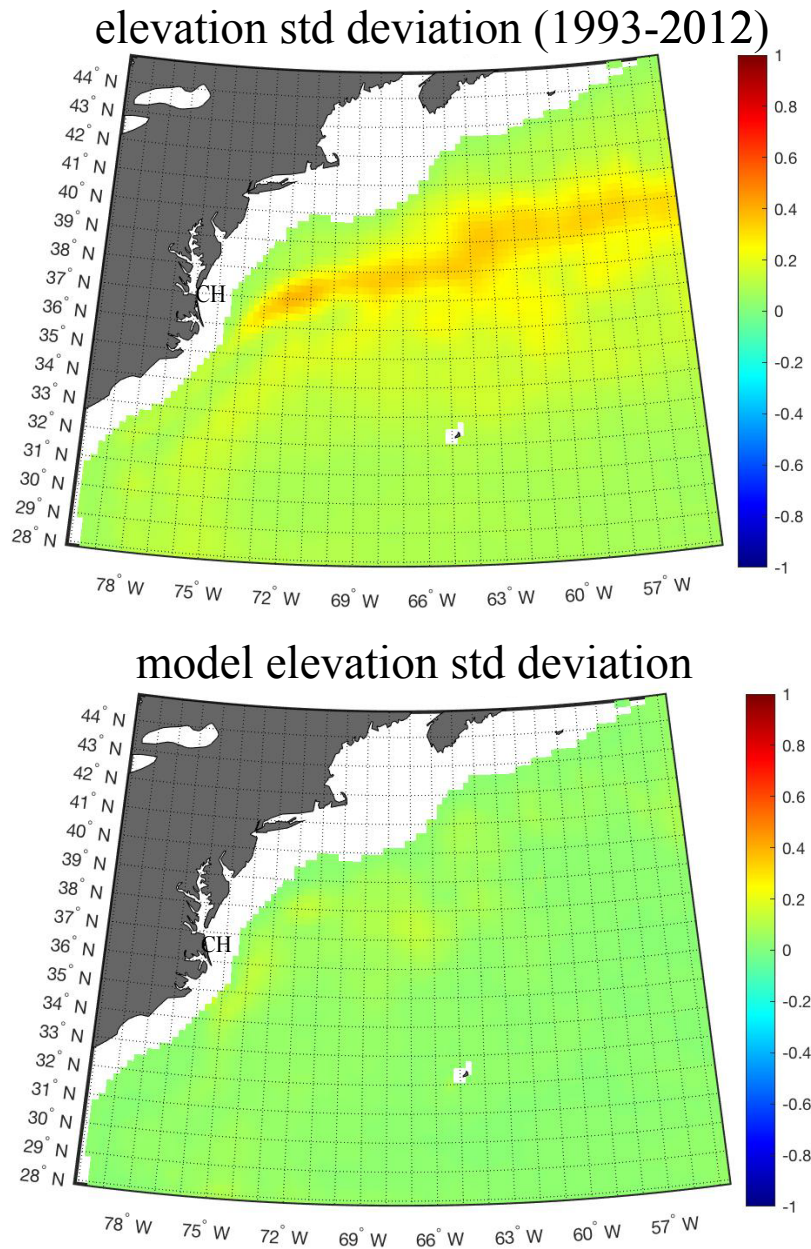 elevation std deviation (1993-2012)
44° N
43° N
42° N
41° N
40° N
39° N
38° N
37° N
36° N
35° N
34° N
33° N
32° N
31° N
30° N
29° N
28° N
CH
78° W 75° W 72° W 69° W 66° W 63° W 60° W 57° W
1
0.8
0.6
0.4
0.2
0
-0.2
-0.4
-0.6
-0.8
-1
model elevation std deviation
44° N
43° N
42° N
41° N
40° N
39° N
38° N
37° N
36° N
35° N
34° N
33° N
32° N
31° N
30° N
29° N
28° N
CH
78° W 75° W 72° W 69° W 66° W 63° W 60° W 57° W
1
0.8
0.6
0.4
0.2
0
-0.2
-0.4
-0.6
-0.8
-1